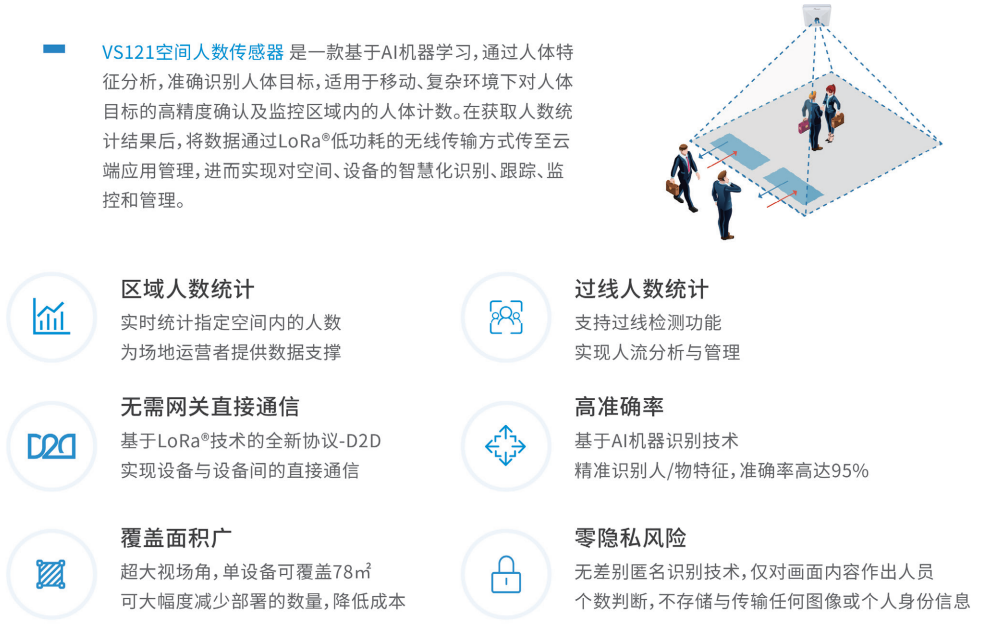 VS121空间人数传感器 是一款基于AI机器学习,通过人体特
征分析,准确识别人体目标,适用于移动、复杂环境下对人体
目标的高精度确认及监控区域内的人体计数。在获取人数统
计结果后,将数据通过LoRa®低功耗的无线传输方式传至云
端应用管理,进而实现对空间、设备的智慧化识别、跟踪、监
控和管理。
区域人数统计
实时统计指定空间内的人数
为场地运营者提供数据支撑
过线人数统计
支持过线检测功能
实现人流分析与管理
D2D
无需网关直接通信
基于LoRa®技术的全新协议-D2D
实现设备与设备间的直接通信
高准确率
基于AI机器识别技术
精准识别人/物特征,准确率高达95%
覆盖面积广
超大视场角,单设备可覆盖78㎡
可大幅度减少部署的数量,降低成本
零隐私风险
无差别匿名识别技术,仅对画面内容作出人员
个数判断,不存储与传输任何图像或个人身份信息